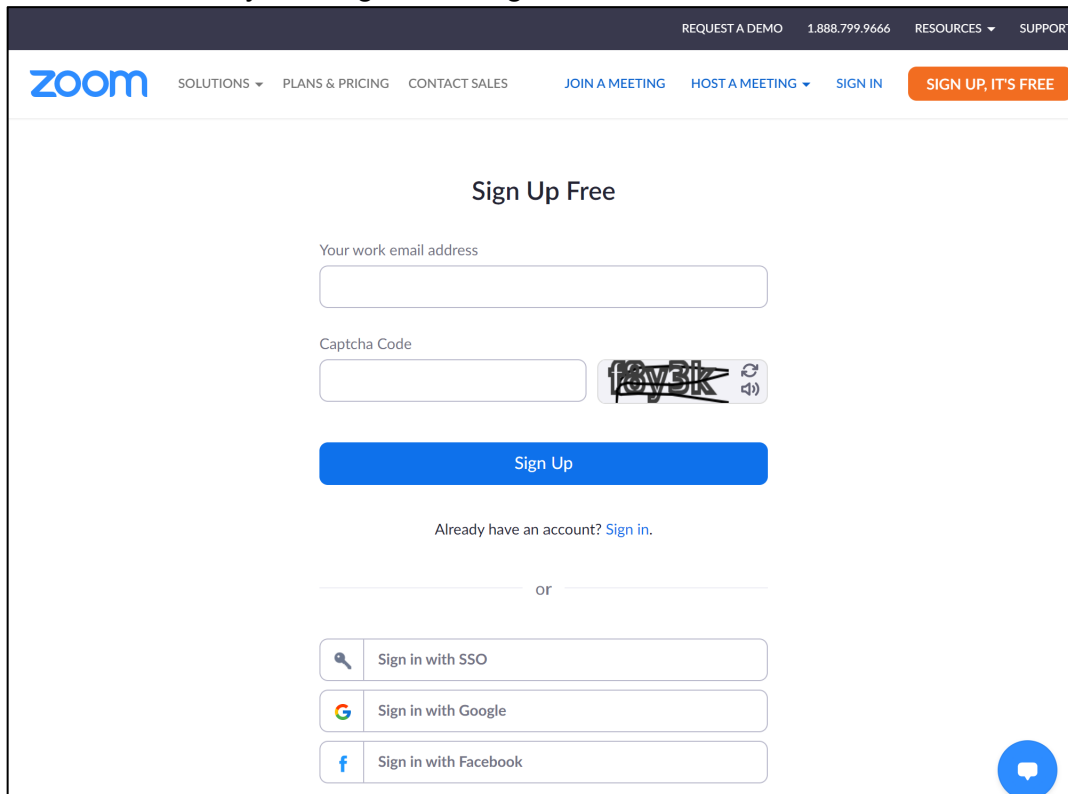 REQUEST A DEMO 1.888.799.9666 RESOURCES SUPPORT
zoom SOLUTIONS PLANS & PRICING CONTACT SALES JOIN A MEETING HOST A MEETING SIGN IN SIGN UP, IT'S FREE
Sign Up Free
Your work email address
Captcha Code
f8y3k
Sign Up
Already have an account? Sign in.
or
Sign in with SSO
Sign in with Google
Sign in with Facebook